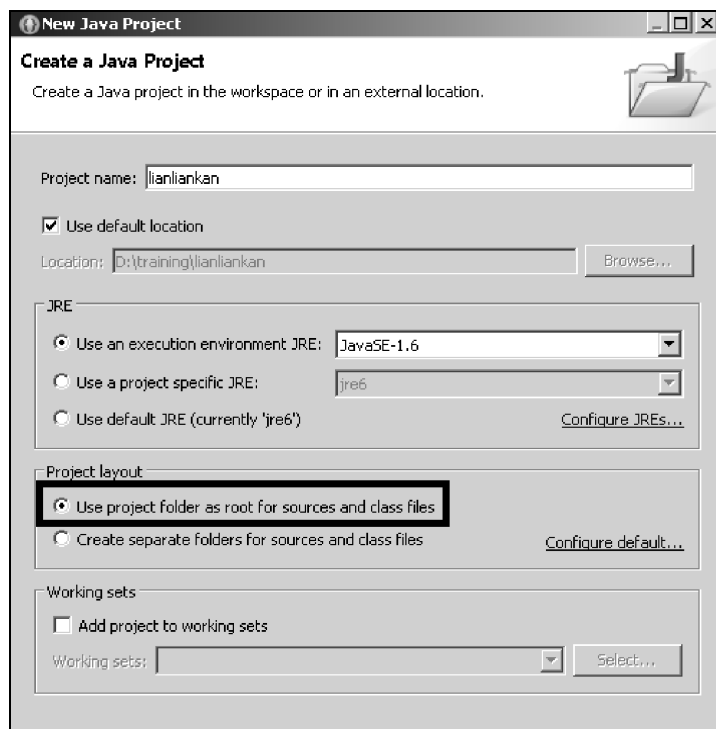 New Java Project
Create a Java Project
Create a Java project in the workspace or in an external location.
Project name: lianliankan
Use default location
Location: D:\training\lianliankan Browse...
JRE
Use an execution environment JRE: JavaSE-1.6
Use a project specific JRE: jre6
Use default JRE (currently 'jre6') Configure JREs...
Project layout
Use project folder as root for sources and class files
Create separate folders for sources and class files Configure default...
Working sets
Add project to working sets
Working sets: Select...